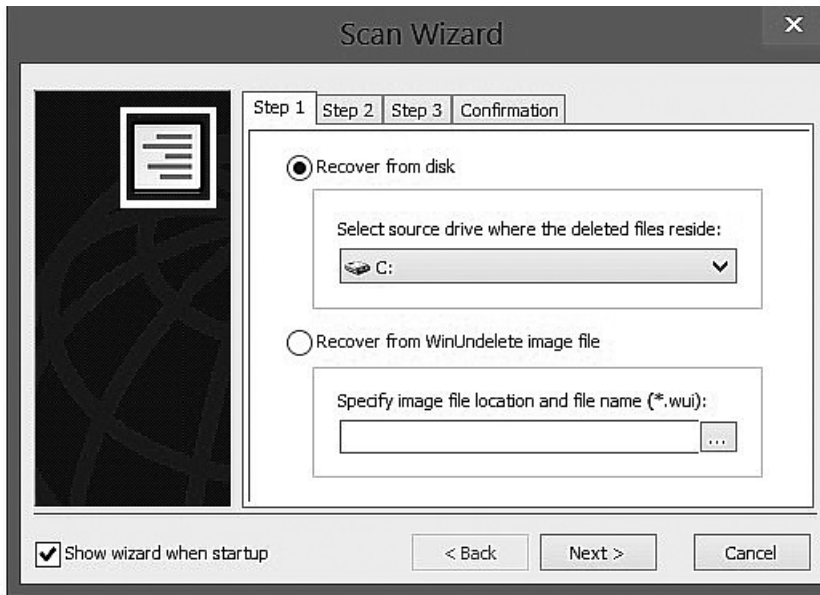 Scan Wizard
Step 1 Step 2 Step 3 Confirmation
Recover from disk
Select source drive where the deleted files reside:
C:
Recover from WinUndelete image file
Specify image file location and file name (*.wui):
...
Show wizard when startup
< Back Next > Cancel